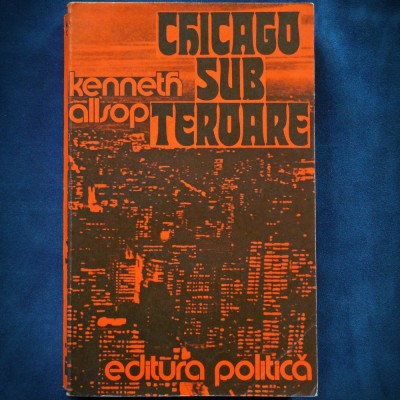 CHICAGO
SUB
TEROARE
kenneth
allsop
editura politică